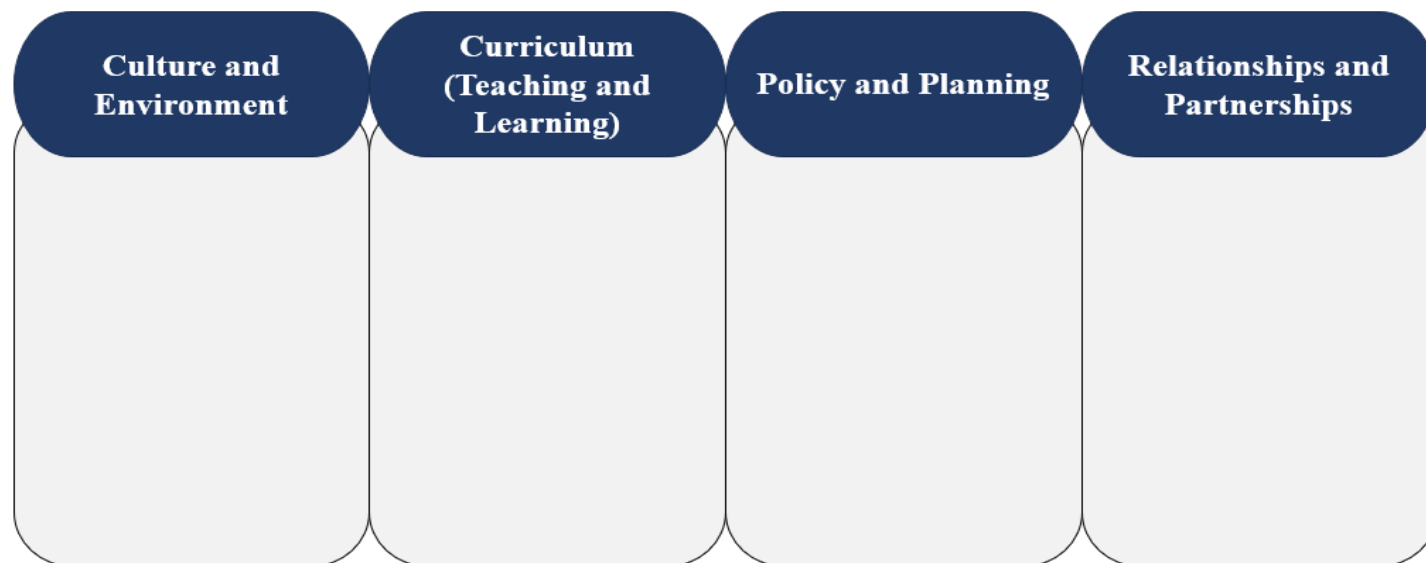 Culture and
Environment
Curriculum
(Teaching and
Learning)
Policy and Planning
Relationships and
Partnerships